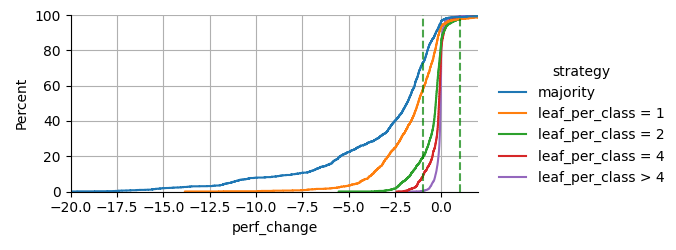 100
80
60
40
20
0
Percent
−20.0 −17.5 −15.0 −12.5 −10.0 −7.5 −5.0 −2.5 0.0
perf_change
strategy
majority
leaf_per_class = 1
leaf_per_class = 2
leaf_per_class = 4
leaf_per_class > 4